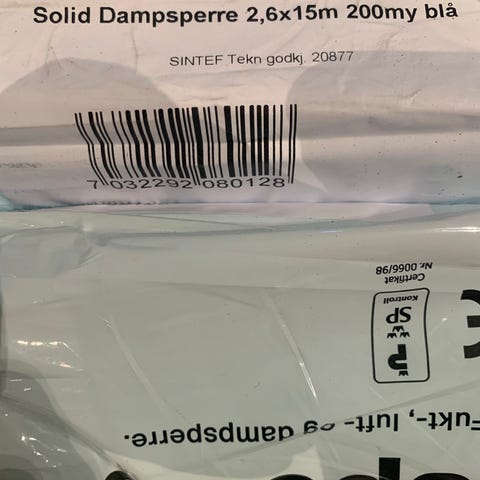 Solid Dampsperre 2,6x15m 200my blå
SINTEF Tekn godkj. 20877
7 032292 080128
Fukt-, luft- og dampsperre.
P
SP
Kontroll
Certifikat
Nr. 0066/98